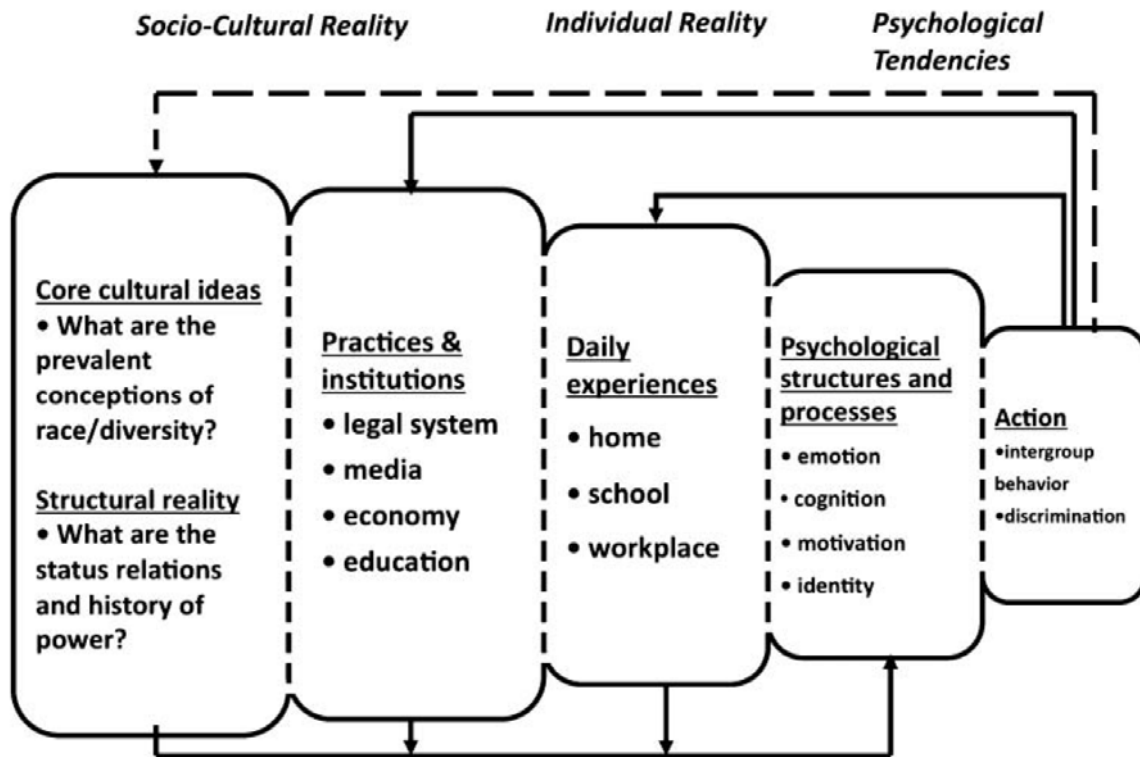 Socio-Cultural Reality
Individual Reality
Psychological
Tendencies
Core cultural ideas
• What are the
prevalent
conceptions of
race/diversity?
Structural reality
• What are the
status relations
and history of
power?
Practices &
institutions
• legal system
• media
• economy
• education
Daily
experiences
• home
• school
• workplace
Psychological
structures and
processes
• emotion
• cognition
• motivation
• identity
Action
•intergroup
behavior
•discrimination